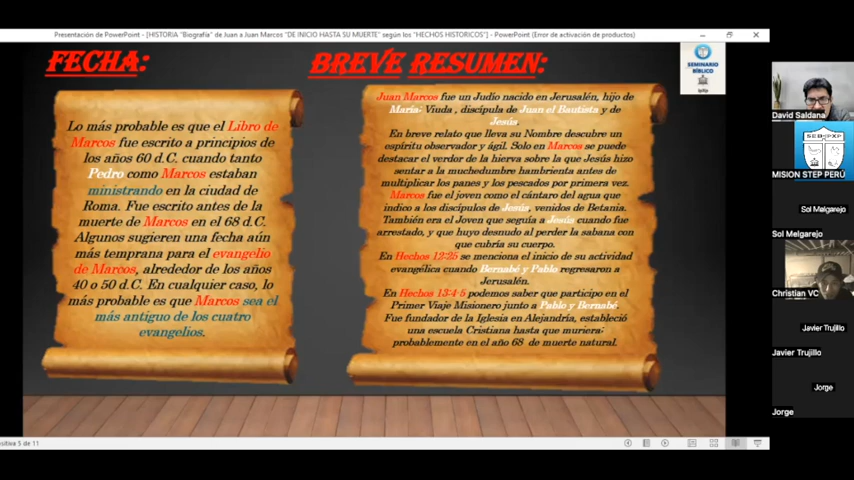 Presentación de PowerPoint - [HISTORIA "Biografía" de Juan a Juan Marcos "DE INICIO HASTA SU MUERTE" según los "HECHOS HISTORICOS"] - PowerPoint (Error de activación de productos)
FECHA:
BREVE RESUMEN:
SEMINARIO
BÍBLICO
Lo más probable es que el Libro de
Marcos fue escrito a principios de
los años 60 d.C, cuando tanto
Pedro como Marcos estaban
ministrando en la ciudad de
Roma. Fue escrito antes de la
muerte de Marcos en el 68 d.C.
Algunos sugieren una fecha aún
más temprana para el evangelio
de Marcos, alrededor de los años
40 o 50 d.C. En cualquier caso, lo
más probable es que Marcos sea el
más antiguo de los cuatro
evangelios.
Juan Marcos fue un Judío nacido en Jerusalén, hijo de
María; Viuda , discípula de Juan el Bautista y de
Jesús.
En breve relato que lleva su Nombre descubre un
espíritu observador y ágil. Solo en Marcos se puede
destacar el verdor de la hierva sobre la que Jesús hizo
sentar a la muchedumbre hambrienta antes de
multiplicar los panes y los pescados por primera vez.
Marcos fue el joven como el cántaro del agua que
indico a los discípulos de Jesús, venidos de Betania.
También era el Joven que seguía a Jesús cuando fue
arrestado, y que huyo desnudo al perder la sabana con
que cubría su cuerpo.
En Hechos 12:25 se menciona el inicio de su actividad
evangélica cuando Bernabé y Pablo regresaron a
Jerusalén.
En Hechos 13:4-5 podemos saber que participo en el
Primer Viaje Misionero junto a Pablo y Bernabé
Fue fundador de la Iglesia en Alejandría, estableció
una escuela Cristiana hasta que muriera;
probablemente en el año 68 de muerte natural.
David Saldana
MISION STEP PERÚ
Sol Melgarejo
Sol Melgarejo
Christian VC
Javier Trujillo
Javier Trujillo
Jorge
Jorge
ositiva 5 de 11